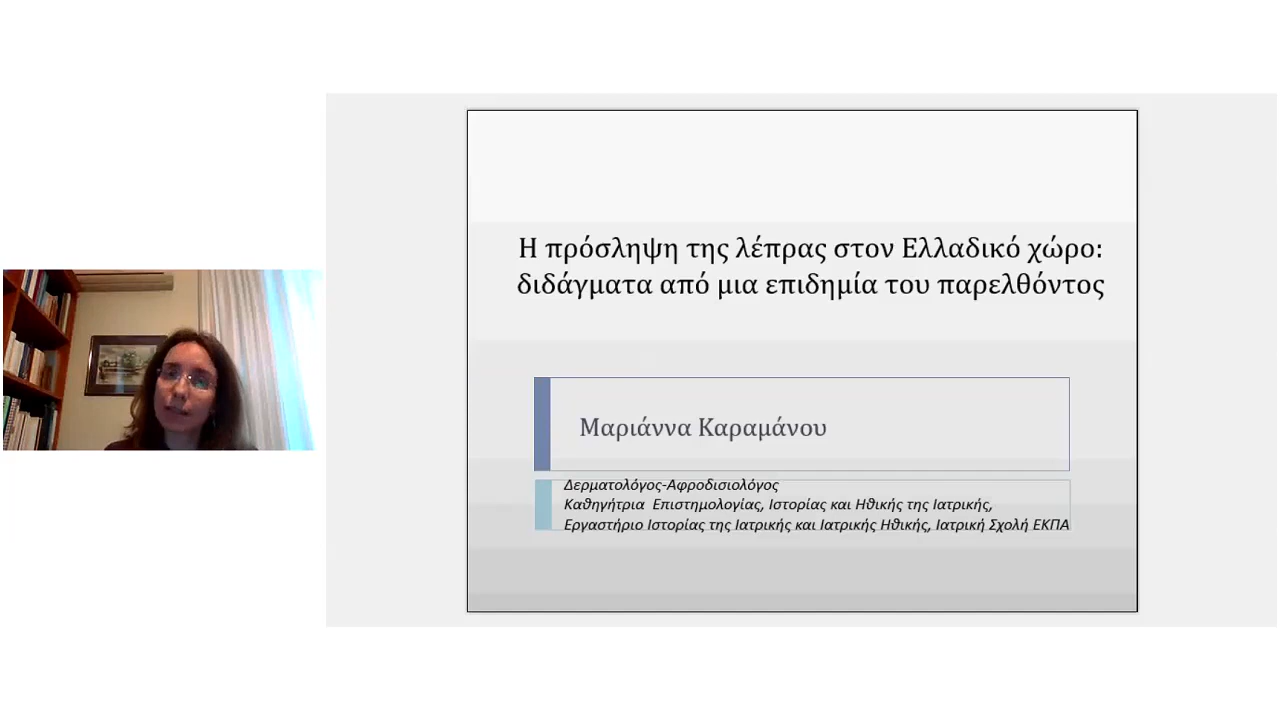 Η πρόσληψη της λέπρας στον Ελλαδικό χώρο:
διδάγματα από μια επιδημία του παρελθόντος
Μαριάννα Καραμάνου
Δερματολόγος-Αφροδισιολόγος
Καθηγήτρια Επιστημολογίας, Ιστορίας και Ηθικής της Ιατρικής,
Εργαστήριο Ιστορίας της Ιατρικής και Ιατρικής Ηθικής, Ιατρική Σχολή ΕΚΠΑ